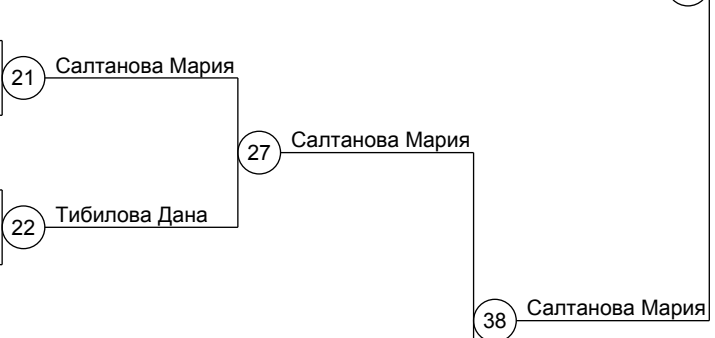 21 Салтанова Мария
27 Салтанова Мария
22 Тибилова Дана
38 Салтанова Мария